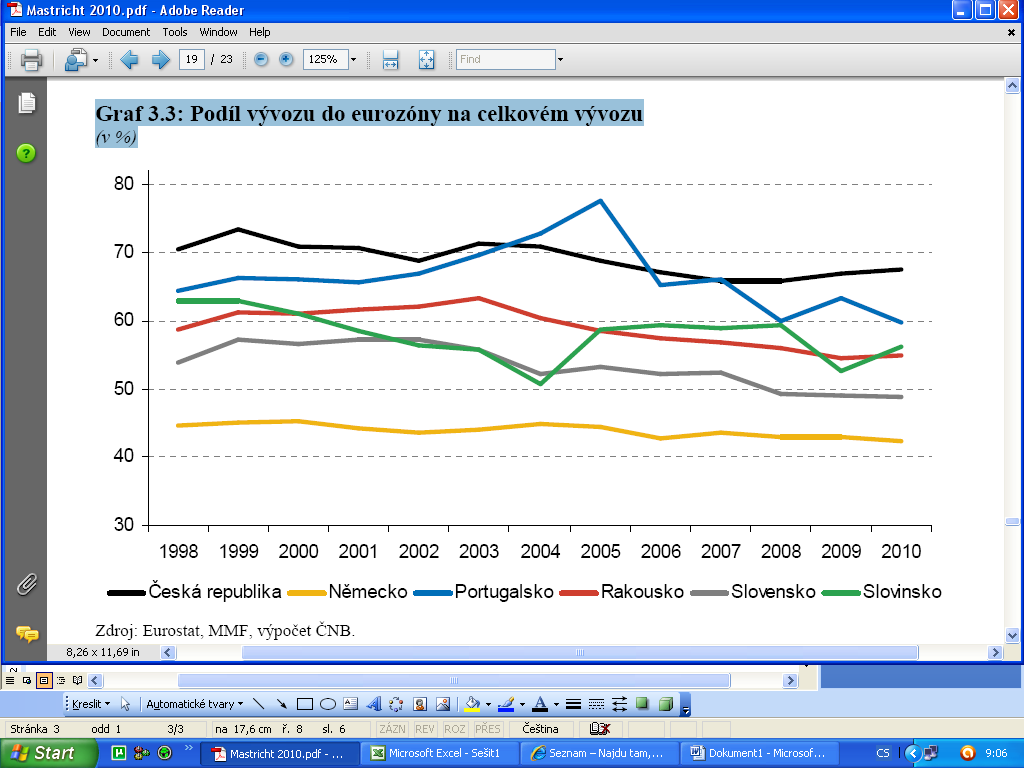 Mastricht 2010.pdf - Adobe Reader
File Edit View Document Tools Window Help
19 / 23 125% Find
Graf 3.3: Podíl vývozu do eurozóny na celkovém vývozu
(v %)
80
70
60
50
40
30
1998 1999 2000 2001 2002 2003 2004 2005 2006 2007 2008 2009 2010
Česká republika Německo Portugalsko Rakousko Slovensko Slovinsko
Zdroj: Eurostat, MMF, výpočet ČNB.
8,26 x 11,69 in
Kreslit Automatické tvary
Stránka 3 odd 1 3/3 na 17,6 cm ř. 8 sl. 6 ZÁZN REV ROZ PŘES Čeština
Start Mastricht 2010.pdf - ... Microsoft Excel - Sešit1 Seznam – Najdu tam,... Dokument1 - Microsof... CS 9:06